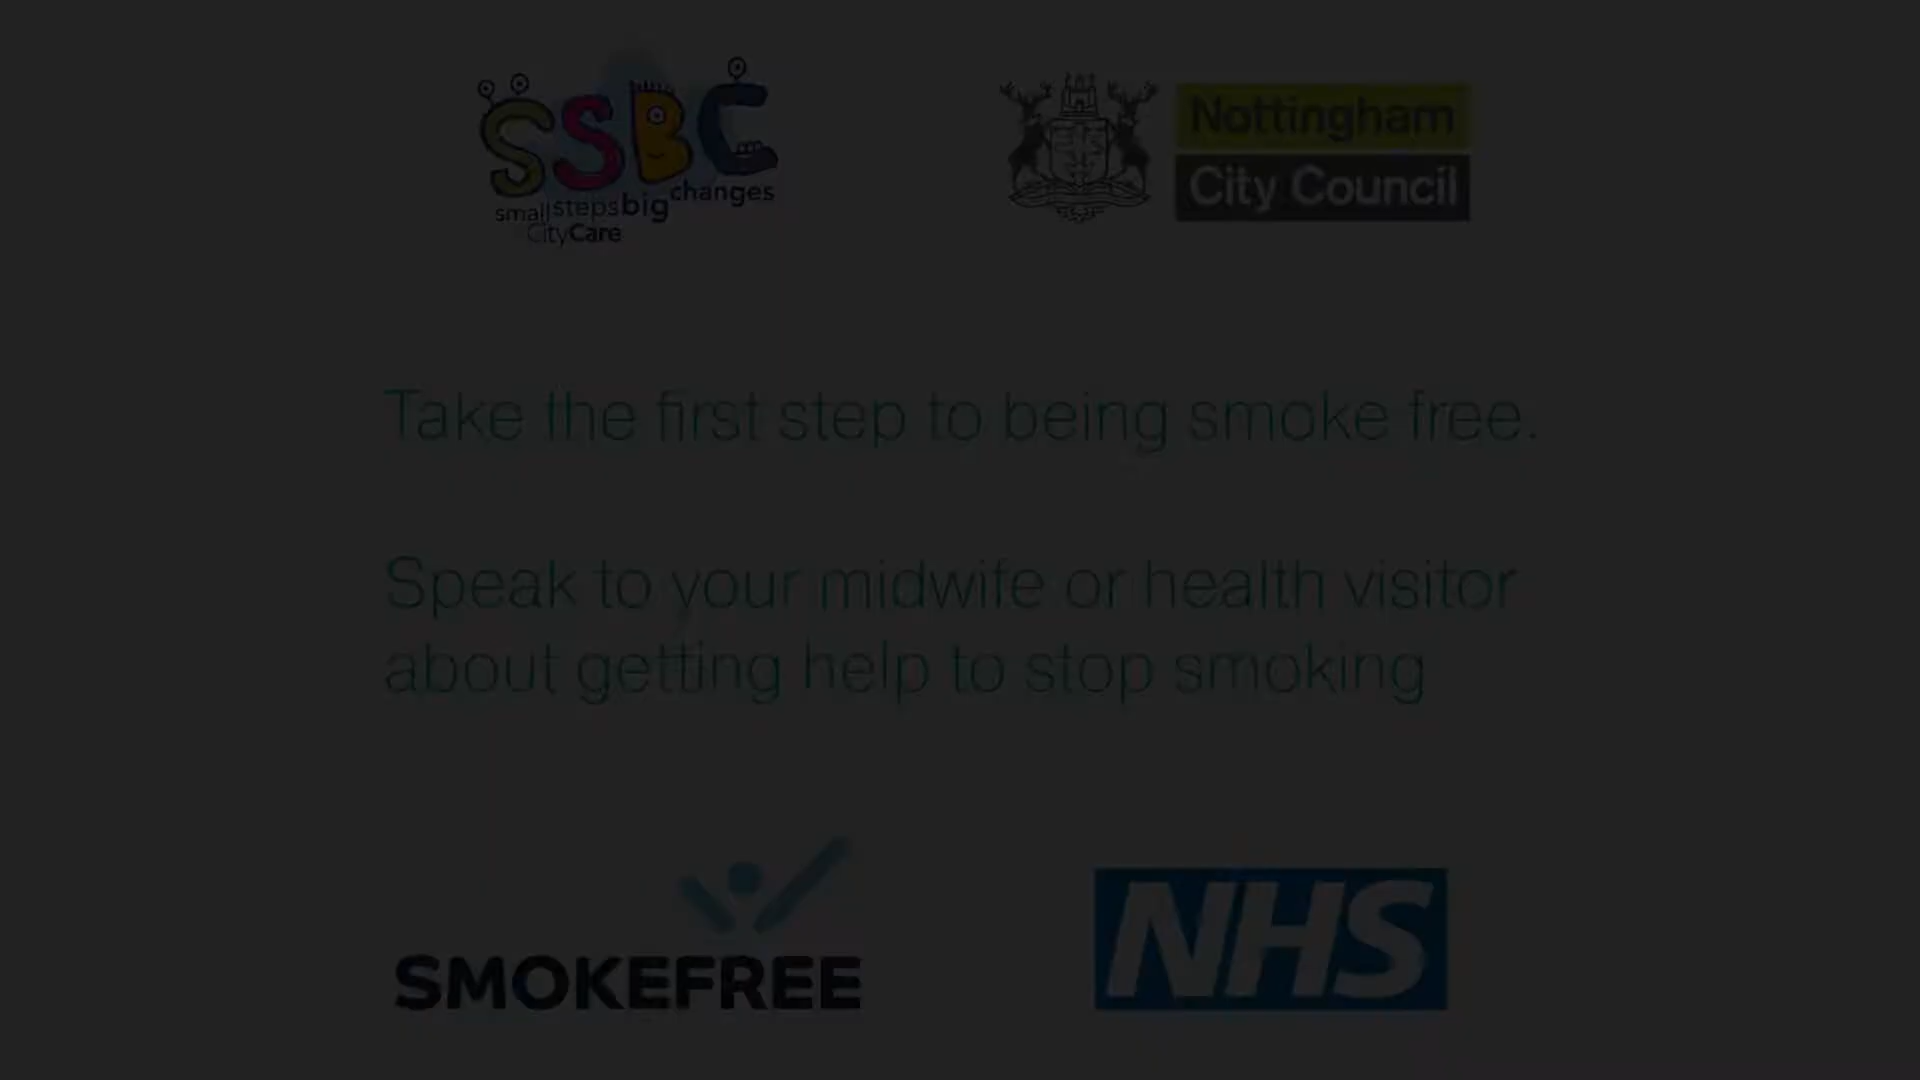 SSBC
small steps big changes
CityCare
Nottingham
City Council
Take the first step to being smoke free.
Speak to your midwife or health visitor
about getting help to stop smoking
SMOKEFREE
NHS